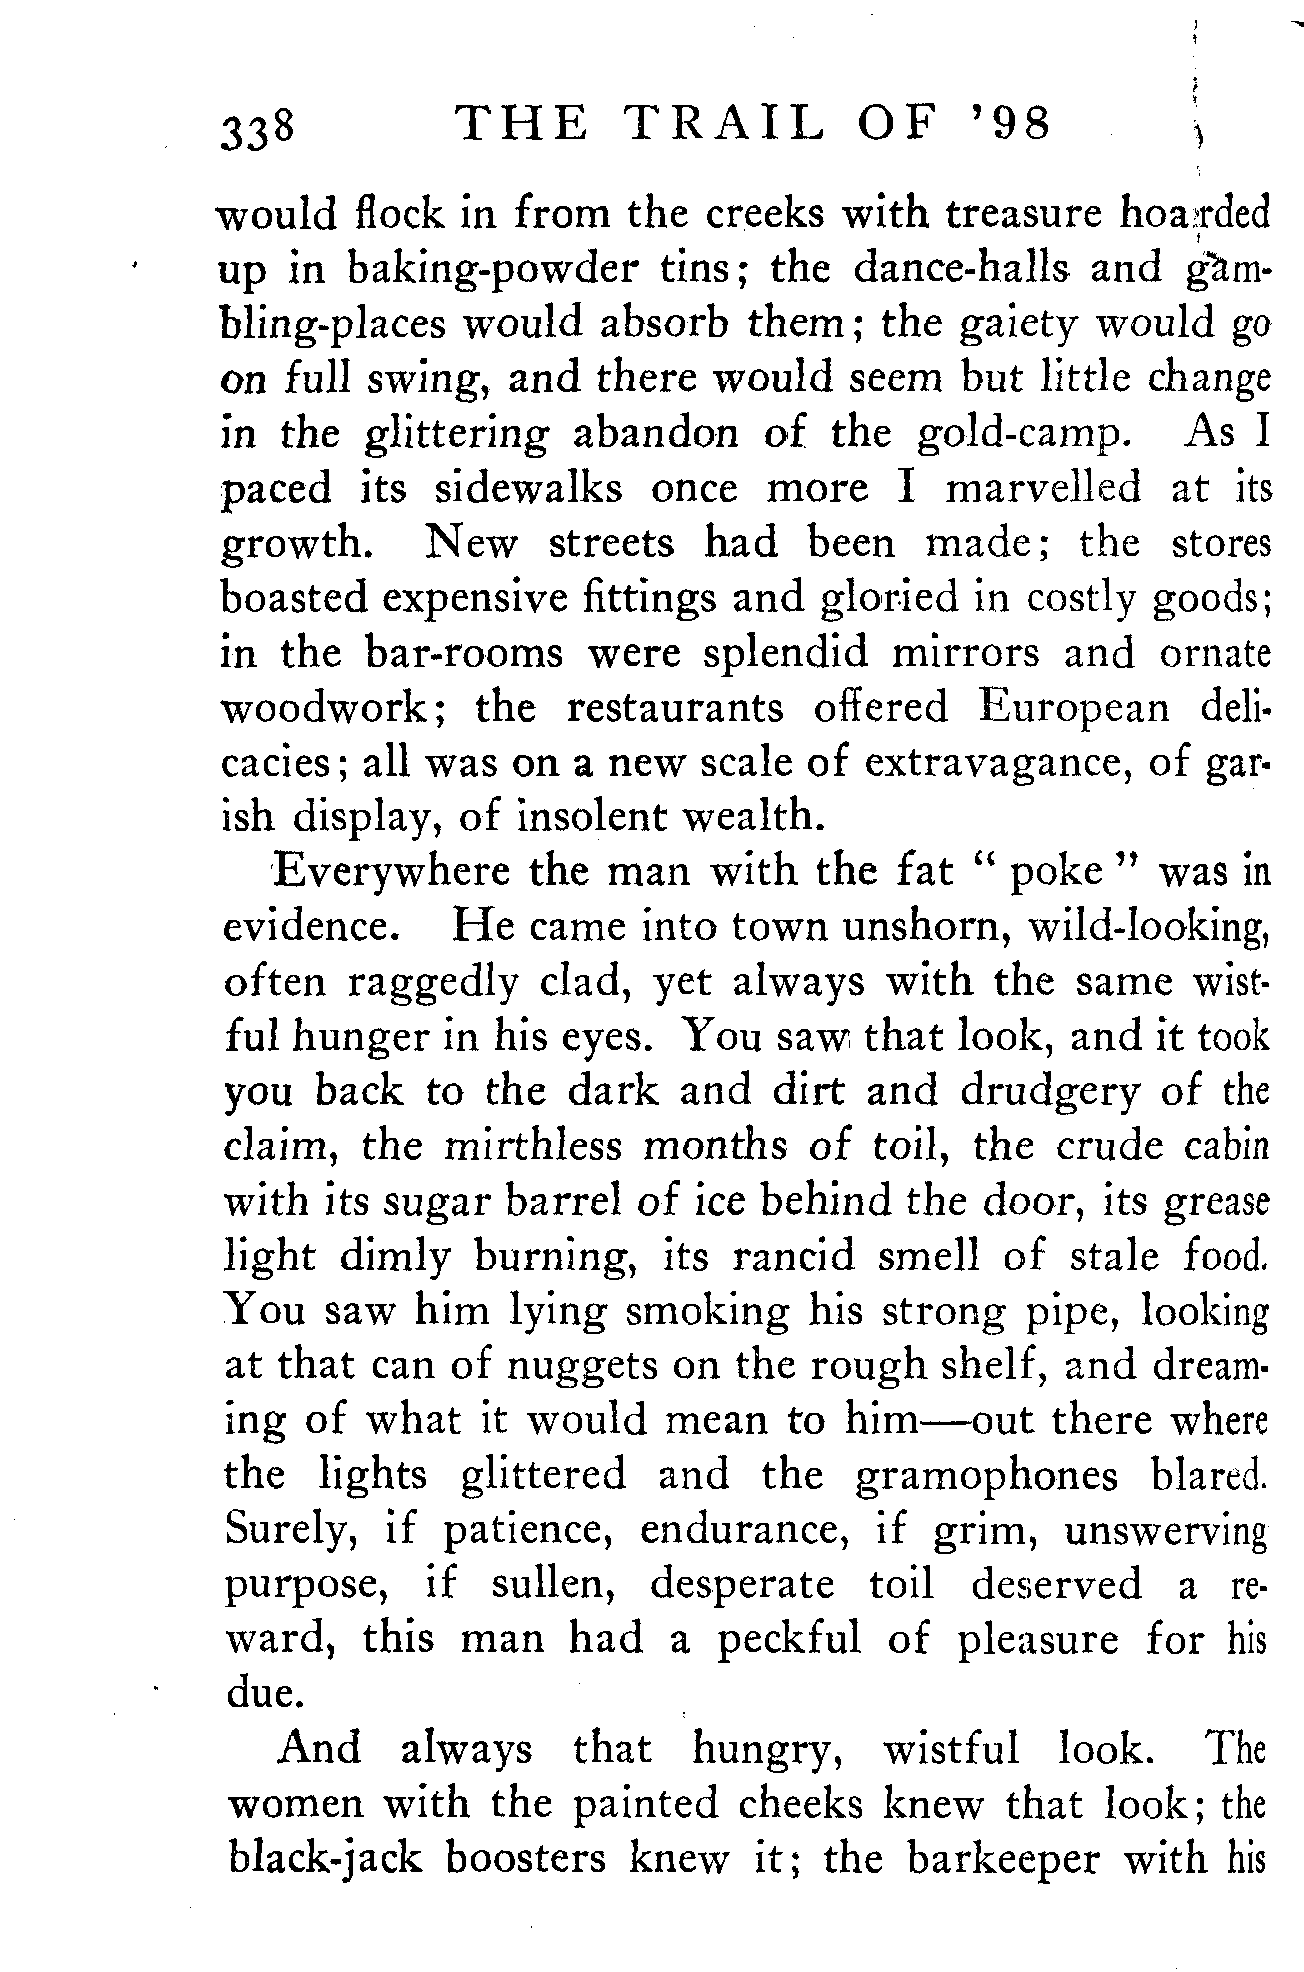 338 THE TRAIL OF '98
would flock in from the creeks with treasure hoarded
up in baking-powder tins; the dance-halls and gam-
bling-places would absorb them; the gaiety would go
on full swing, and there would seem but little change
in the glittering abandon of the gold-camp. As I
paced its sidewalks once more I marvelled at its
growth. New streets had been made; the stores
boasted expensive fittings and gloried in costly goods;
in the bar-rooms were splendid mirrors and ornate
woodwork; the restaurants offered European deli-
cacies; all was on a new scale of extravagance, of gar-
ish display, of insolent wealth.
Everywhere the man with the fat " poke " was in
evidence. He came into town unshorn, wild-looking,
often raggedly clad, yet always with the same wist-
ful hunger in his eyes. You saw that look, and it took
you back to the dark and dirt and drudgery of the
claim, the mirthless months of toil, the crude cabin
with its sugar barrel of ice behind the door, its grease
light dimly burning, its rancid smell of stale food.
You saw him lying smoking his strong pipe, looking
at that can of nuggets on the rough shelf, and dream-
ing of what it would mean to him—out there where
the lights glittered and the gramophones blared.
Surely, if patience, endurance, if grim, unswerving
purpose, if sullen, desperate toil deserved a re-
ward, this man had a peckful of pleasure for his
due.
And always that hungry, wistful look. The
women with the painted cheeks knew that look; the
black-jack boosters knew it; the barkeeper with his